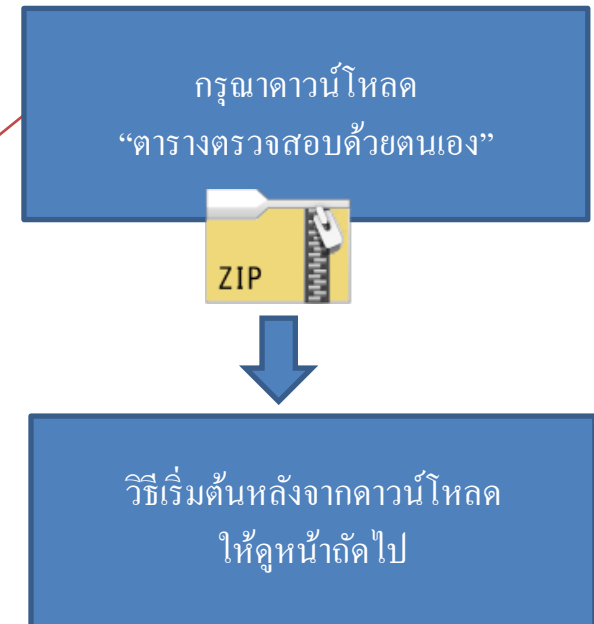 กรุณาดาวน์โหลด
“ตารางตรวจสอบด้วยตนเอง”
ZIP
วิธีเริ่มต้นหลังจากดาวน์โหลด
ให้ดูหน้าถัดไป